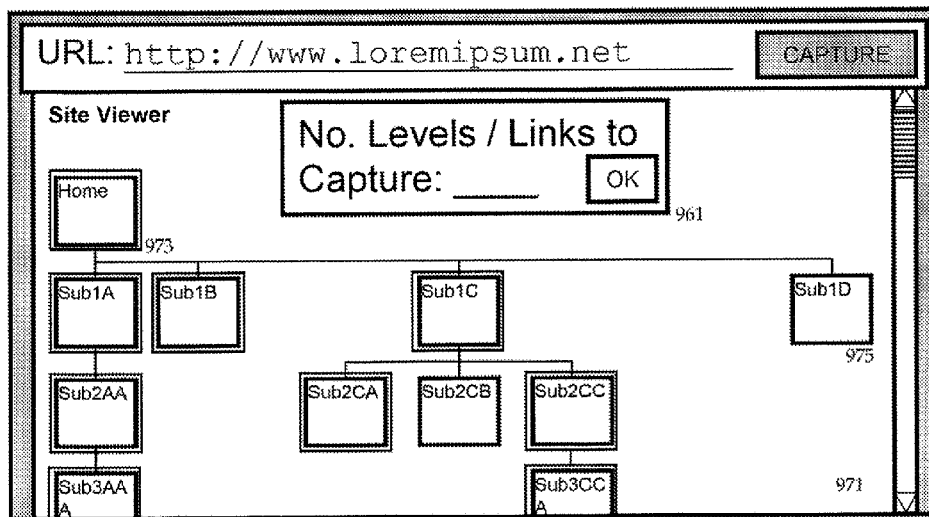 URL: http://www.loremipsum.net CAPTURE
Site Viewer
No. Levels / Links to
Capture: ____ OK
961
Home
973
Sub1A Sub1B Sub1C Sub1D
975
Sub2AA Sub2CA Sub2CB Sub2CC
Sub3AA Sub3CC 971
A A